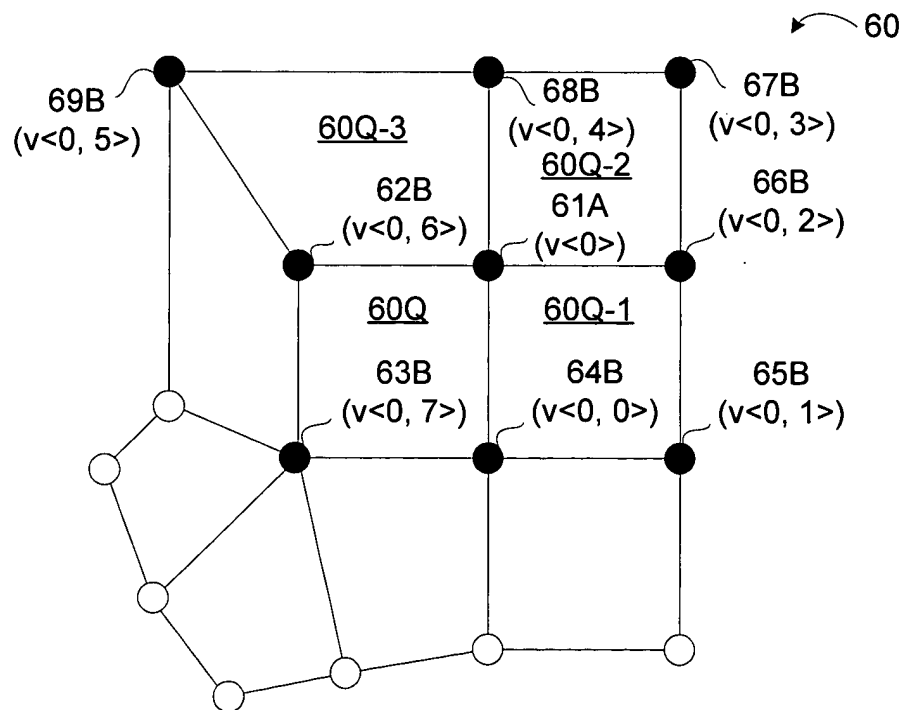 60
69B
(v<0, 5>)
68B
(v<0, 4>)
67B
(v<0, 3>)
60Q-3
60Q-2
62B
(v<0, 6>)
61A
(v<0>)
66B
(v<0, 2>)
60Q
60Q-1
63B
(v<0, 7>)
64B
(v<0, 0>)
65B
(v<0, 1>)